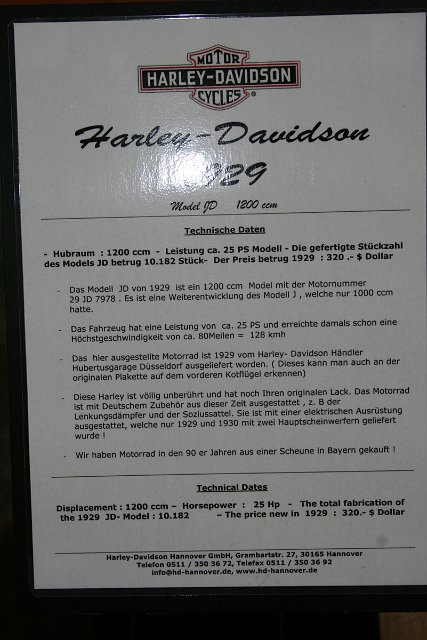 MOTOR
HARLEY-DAVIDSON
CYCLES®
Harley-Davidson
1929
Model JD 1200 ccm
Technische Daten
- Hubraum : 1200 ccm - Leistung ca. 25 PS Modell - Die gefertigte Stückzahl
des Models JD betrug 10.182 Stück- Der Preis betrug 1929 : 320 .- $ Dollar
- Das Modell JD von 1929 ist ein 1200 ccm Model mit der Motornummer
29 JD 7978 . Es ist eine Weiterentwicklung des Model J , welche nur 1000 ccm
hatte.
- Das Fahrzeug hat eine Leistung von ca. 25 PS und erreichte damals schon eine
Höchstgeschwindigkeit von ca. 80Meilen = 128 kmh
- Das hier ausgestellte Motorrad ist 1929 vom Harley- Davidson Händler
Hubertusgarage Düsseldorf ausgeliefert worden. ( Dieses kann man auch an der
originalen Plakette auf dem vorderen Kotflügel erkennen)
- Diese Harley ist völlig unberührt und hat noch Ihren originalen Lack. Das Motorrad
ist mit Deutschem Zubehör aus dieser Zeit ausgestattet , z. B der
Lenkungsdämpfer und der Soziussattel. Sie ist mit einer elektrischen Ausrüstung
ausgestattet, welche nur 1929 und 1930 mit zwei Hauptscheinwerfern geliefert
wurde !
- Wir haben Motorrad in den 90 er Jahren aus einer Scheune in Bayern gekauft !
Technical Dates
Displacement : 1200 ccm – Horsepower : 25 Hp - The total fabrication of
the 1929 JD- Model : 10.182 – The price new in 1929 : 320.- $ Dollar
Harley-Davidson Hannover GmbH, Grambartstr. 27, 30165 Hannover
Telefon 0511 / 350 36 72, Telefax 0511 / 350 36 92
info@hd-hannover.de, www.hd-hannover.de